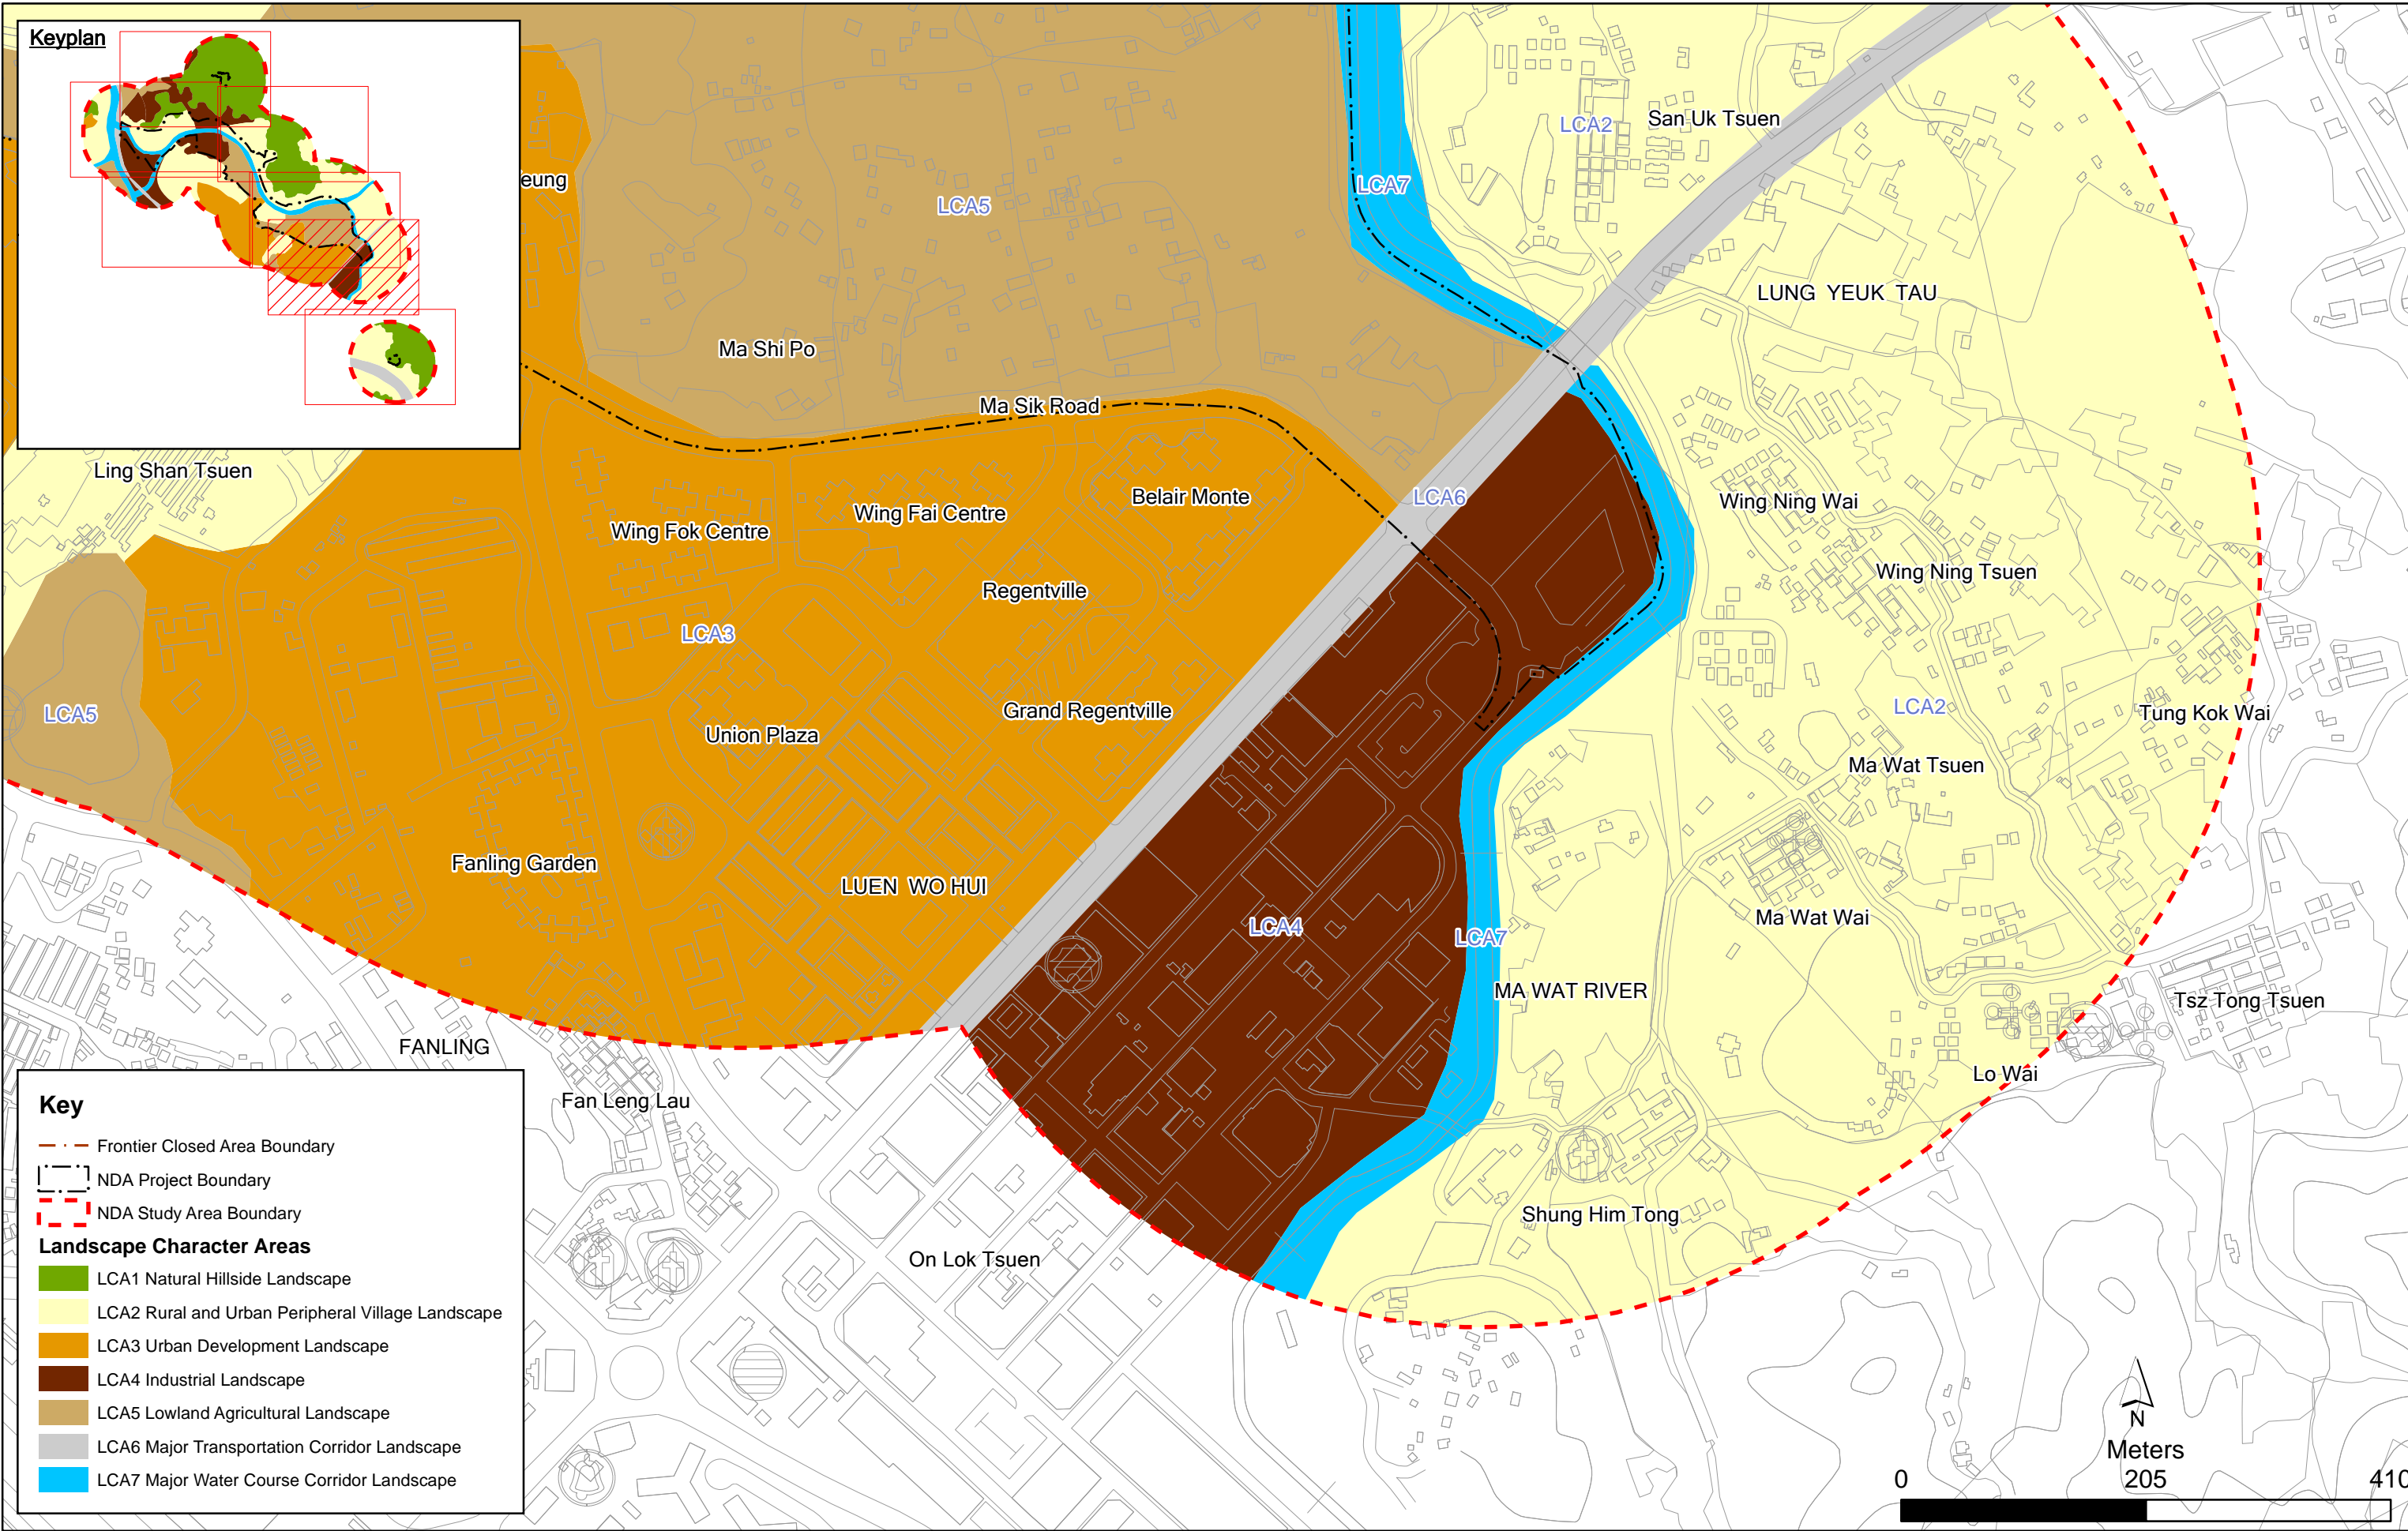 Keyplan
San Uk Tsuen
LCA2
eung
LCA7
LCA5
LUNG YEUK TAU
Ma Shi Po
Ma Sik Road
Ling Shan Tsuen
Belair Monte
LCA6
Wing Ning Wai
Wing Fai Centre
Wing Fok Centre
Wing Ning Tsuen
Regentville
LCA3
LCA5
Grand Regentville
LCA2
Tung Kok Wai
Union Plaza
Ma Wat Tsuen
Fanling Garden
LUEN WO HUI
Ma Wat Wai
LCA4
LCA7
MA WAT RIVER
Tsz Tong Tsuen
FANLING
Lo Wai
Fan Leng Lau
Shung Him Tong
On Lok Tsuen
Key
Frontier Closed Area Boundary
NDA Project Boundary
NDA Study Area Boundary
Landscape Character Areas
LCA1 Natural Hillside Landscape
LCA2 Rural and Urban Peripheral Village Landscape
LCA3 Urban Development Landscape
LCA4 Industrial Landscape
LCA5 Lowland Agricultural Landscape
LCA6 Major Transportation Corridor Landscape
LCA7 Major Water Course Corridor Landscape
N
Meters
0 205 410